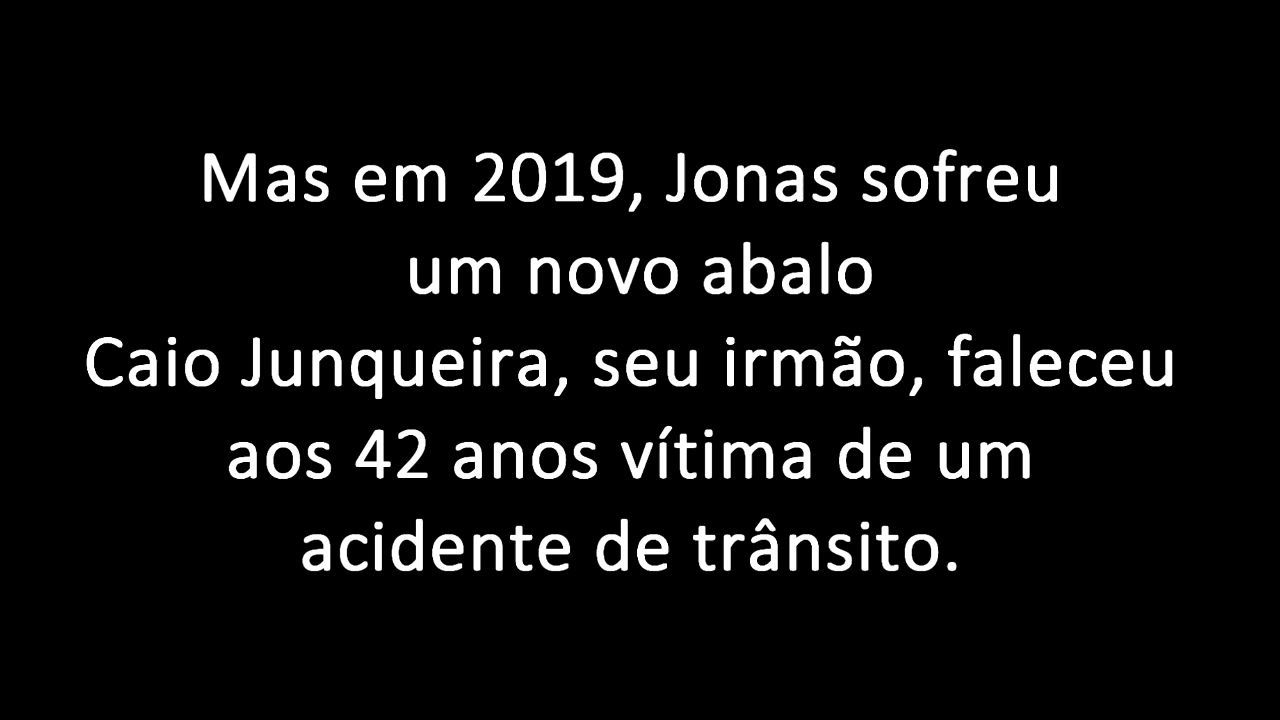 Mas em 2019, Jonas sofreu
um novo abalo
Caio Junqueira, seu irmão, faleceu
aos 42 anos vítima de um
acidente de trânsito.